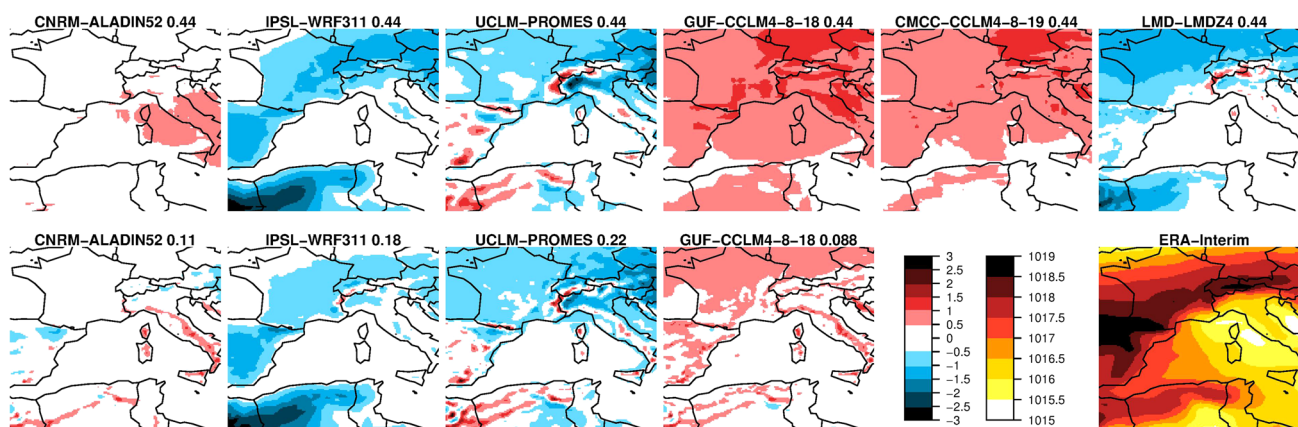 CNRM-ALADIN52 0.44
IPSL-WRF311 0.44
UCLM-PROMES 0.44
GUF-CCLM4-8-18 0.44
CMCC-CCLM4-8-19 0.44
LMD-LMDZ4 0.44
CNRM-ALADIN52 0.11
IPSL-WRF311 0.18
UCLM-PROMES 0.22
GUF-CCLM4-8-18 0.088
3
2.5
2
1.5
1
0.5
-0.5
-1
-1.5
-2
-2.5
-3
1019
1018.5
1018
1017.5
1017
1016.5
1016
1015.5
1015
ERA-Interim